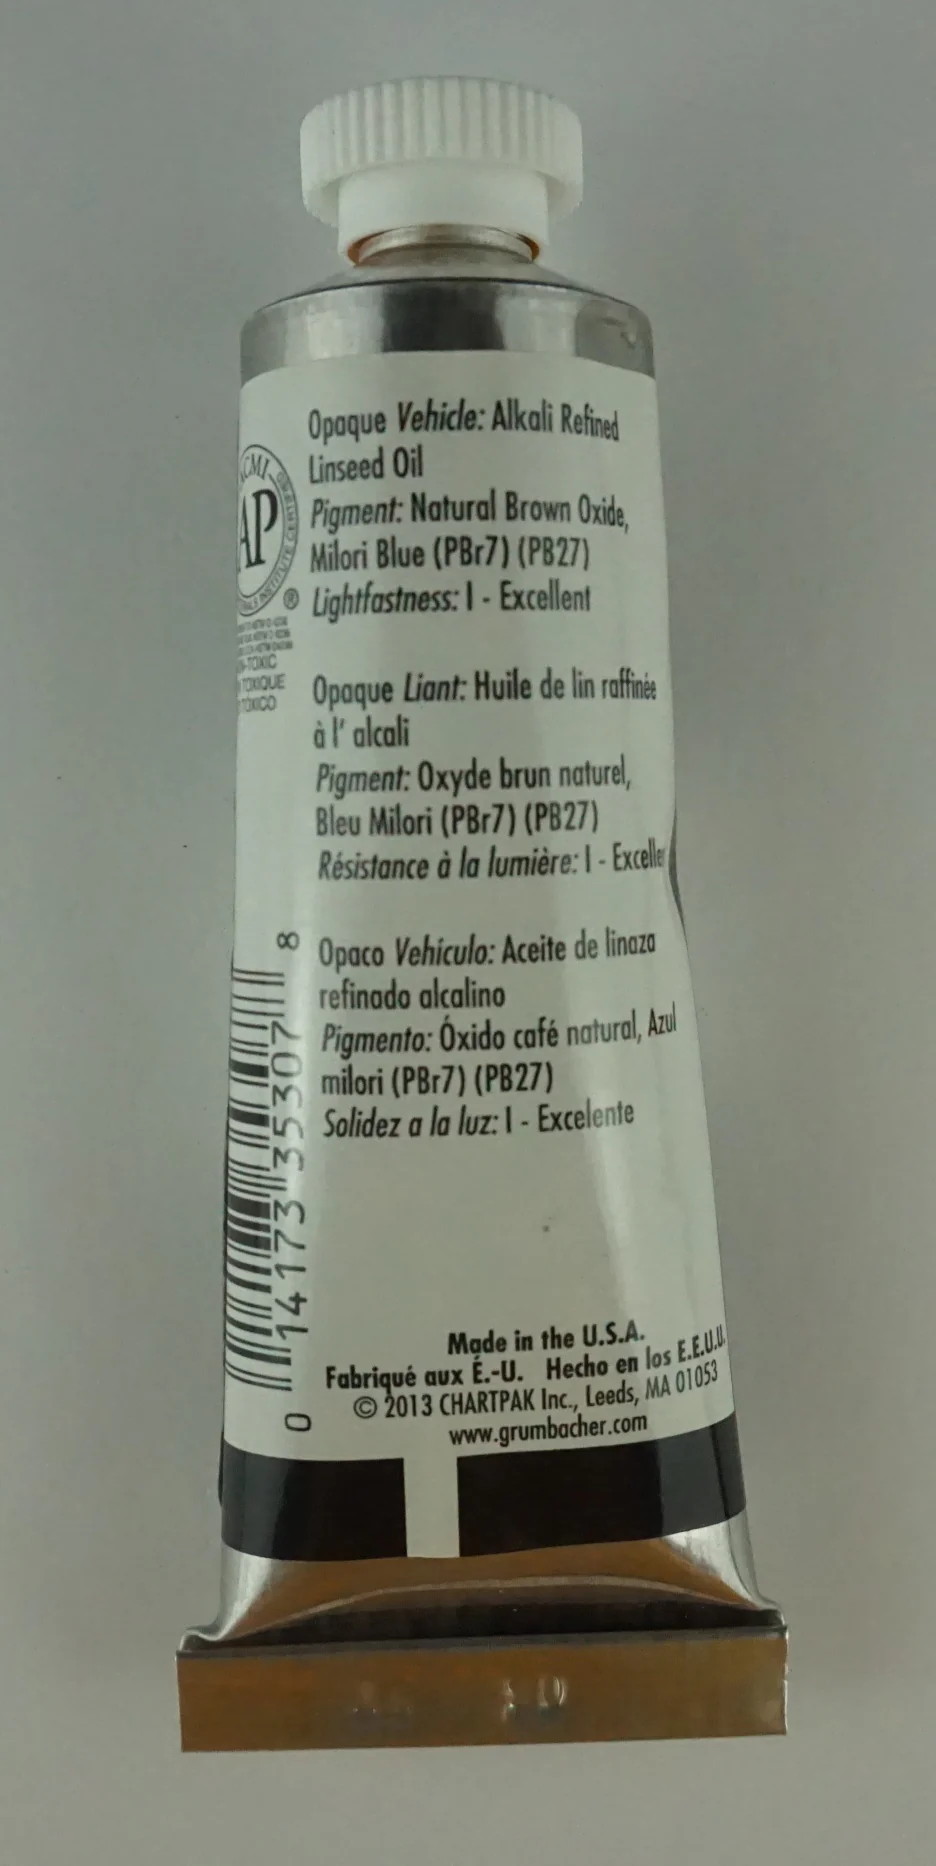 Opaque Vehicle: Alkali Refined
Linseed Oil
Pigment: Natural Brown Oxide,
Milori Blue (PBr7) (PB27)
Lightfastness: I - Excellent
Opaque Liant: Huile de lin raffinée
à l' alcali
Pigment: Oxyde brun naturel,
Bleu Milori (PBr7) (PB27)
Résistance à la lumière: I - Excelle
Opaco Vehículo: Aceite de linaza
refinado alcalino
Pigmento: Óxido café natural, Azul
milori (PBr7) (PB27)
Solidez a la luz: I - Excelente
AP
®
TOXIQUE
0 14173 35307 8
Made in the U.S.A.
Fabriqué aux É.-U. Hecho en los E.E.U.U.
© 2013 CHARTPAK Inc., Leeds, MA 01053
www.grumbacher.com